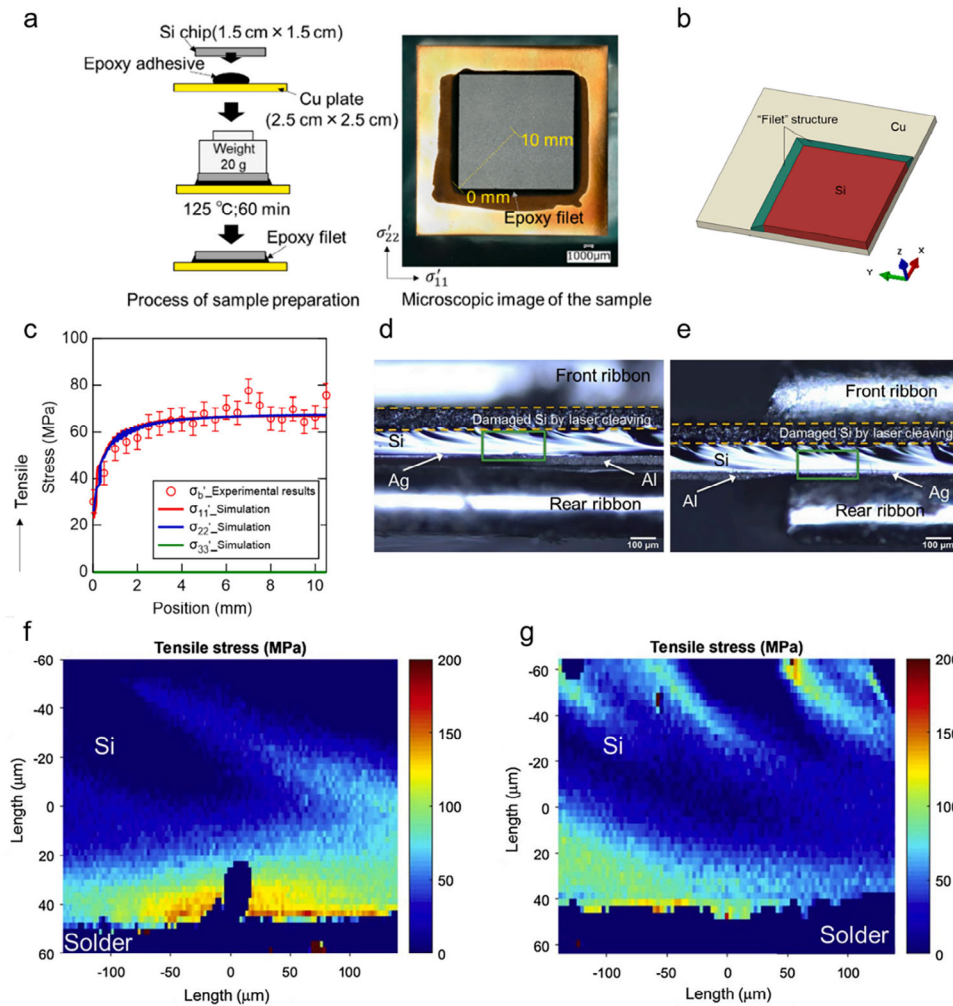 a
Si chip(1.5 cm × 1.5 cm)
Epoxy adhesive
Cu plate
(2.5 cm × 2.5 cm)
Weight
20 g
125 °C;60 min
Epoxy filet
Process of sample preparation
10 mm
0 mm
Epoxy filet
1000μm
σ'22
σ'11
Microscopic image of the sample
b
"Filet" structure
Cu
Si
Z
X
Y
c
100
80
60
40
20
0
Tensile
Stress (MPa)
σb'_Experimental results
σ11'_Simulation
σ22'_Simulation
σ33'_Simulation
0 2 4 6 8 10
Position (mm)
d
Front ribbon
Damaged Si by laser cleaving
Si
Ag
Al
Rear ribbon
100 μm
e
Front ribbon
Damaged Si by laser cleaving
Si
Al
Ag
Rear ribbon
100 μm
f
Tensile stress (MPa)
-60
-40
-20
0
20
40
60
Length (μm)
Si
Solder
-100 -50 0 50 100
Length (μm)
200
150
100
50
0
g
Tensile stress (MPa)
-60
-40
-20
0
20
40
60
Length (μm)
Si
Solder
-100 -50 0 50 100
Length (μm)
200
150
100
50
0